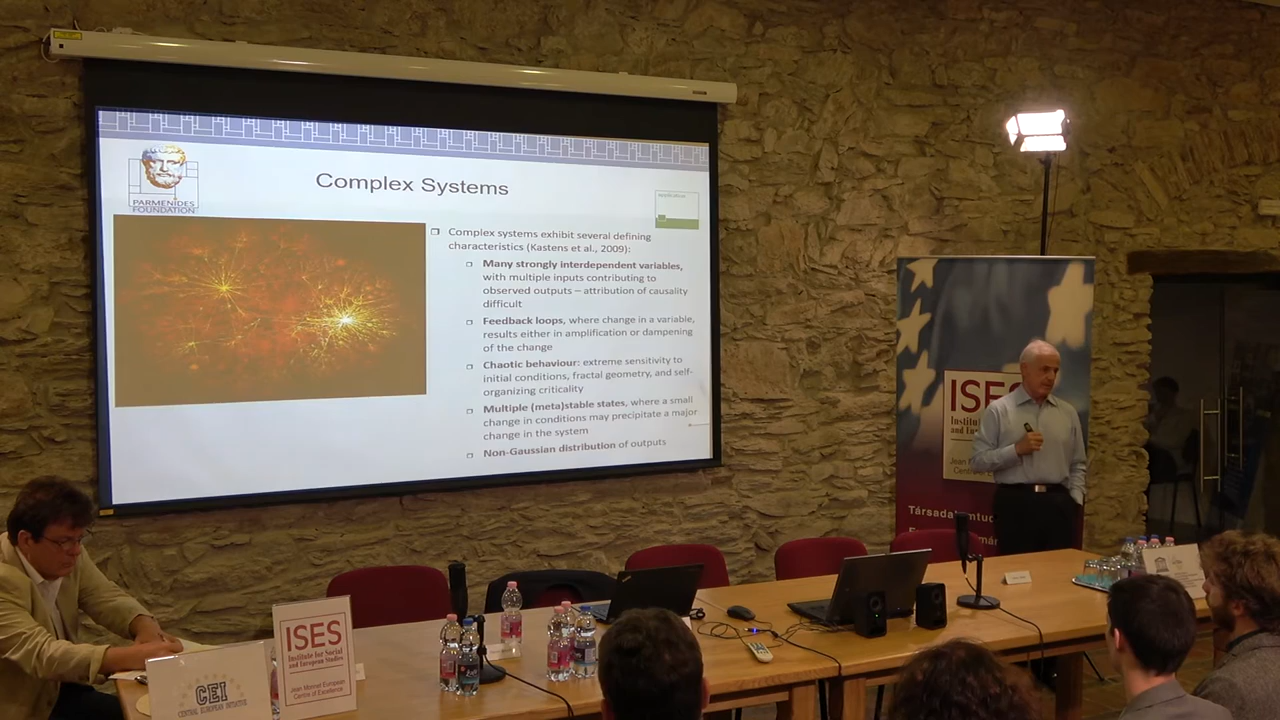 PARMENIDES
FOUNDATION
Complex Systems
Complex systems exhibit several defining
characteristics (Kastens et al., 2009):
Many strongly interdependent variables,
with multiple inputs contributing to
observed outputs – attribution of causality
difficult
Feedback loops, where change in a variable,
results either in amplification or dampening
of the change
Chaotic behaviour: extreme sensitivity to
initial conditions, fractal geometry, and self-
organizing criticality
Multiple (meta)stable states, where a small
change in conditions may precipitate a major
change in the system
Non-Gaussian distribution of outputs
ISES
Jean
ISES
Institute for Social
and European Studies
Jean Monnet European
Centre of Excellence
CEI
CENTRAL EUROPEAN INITIATIVE